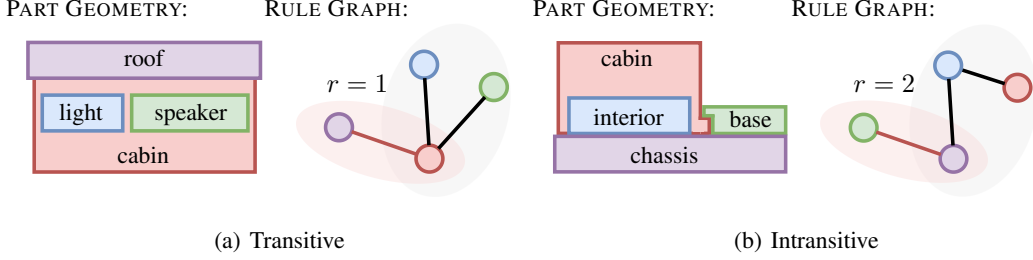 PART GEOMETRY: RULE GRAPH: PART GEOMETRY: RULE GRAPH:
roof
light speaker
cabin
r = 1
cabin
interior base
chassis
r = 2
(a) Transitive (b) Intransitive